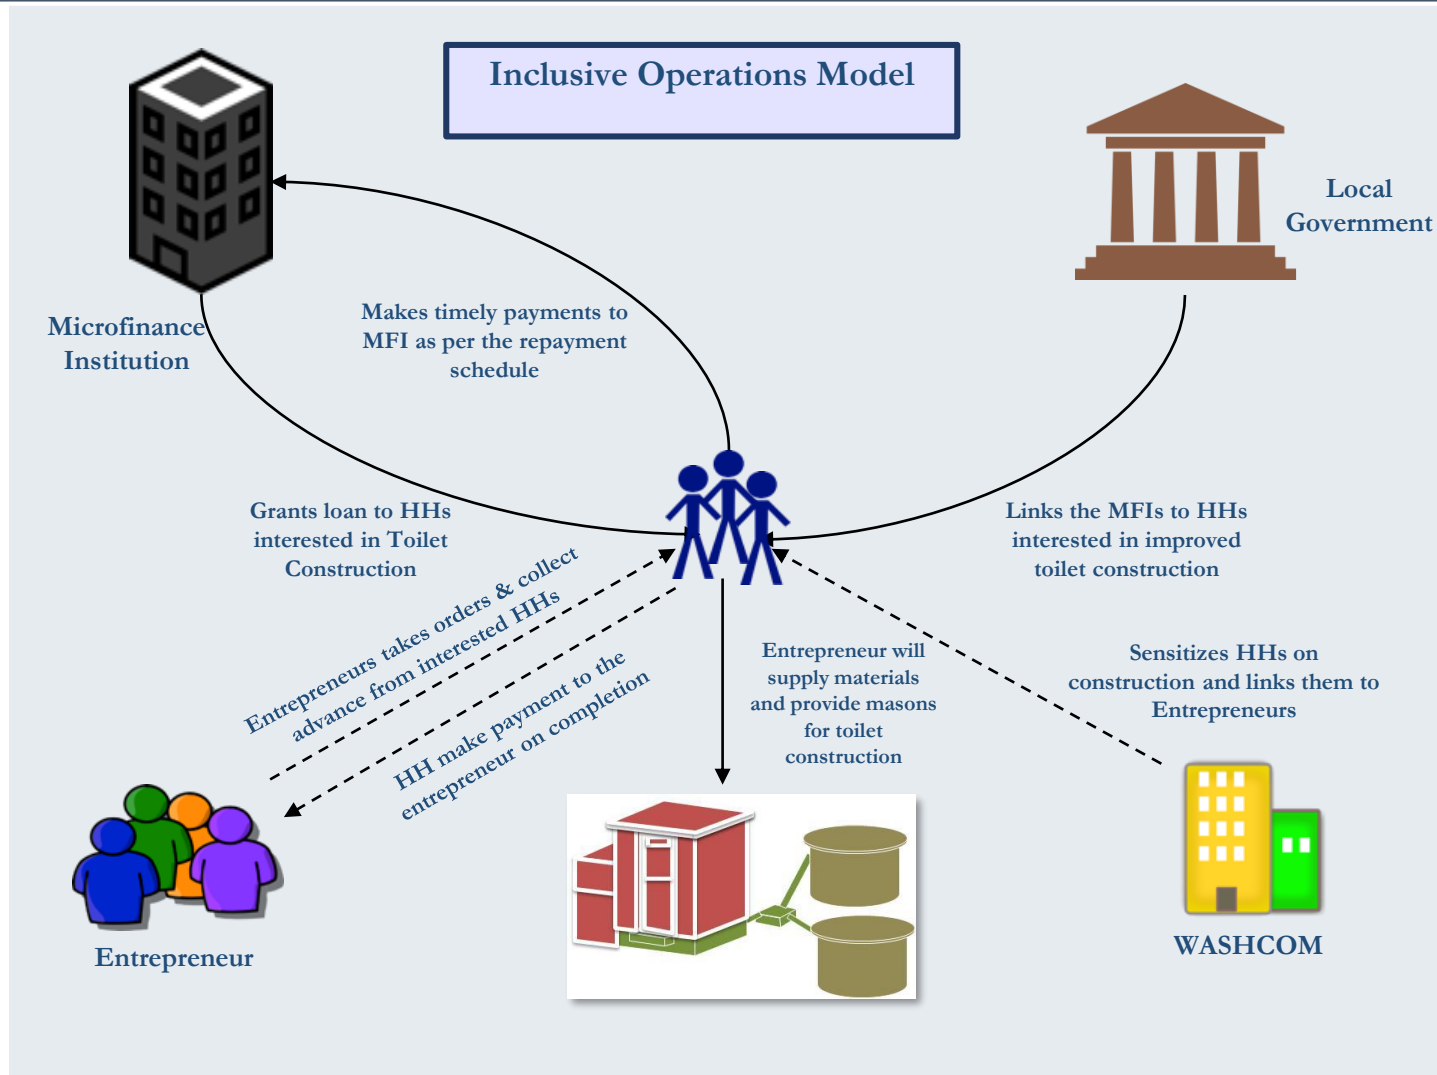 Inclusive Operations Model
Local
Government
Microfinance
Institution
Makes timely payments to
MFI as per the repayment
schedule
Grants loan to HHs
interested in Toilet
Construction
Links the MFIs to HHs
interested in improved
toilet construction
Entrepreneurs takes orders & collect
advance from interested HHs
HH make payment to the
entrepreneur on completion
Entrepreneur will
supply materials
and provide masons
for toilet
construction
Sensitizes HHs on
construction and links them to
Entrepreneurs
Entrepreneur
WASHCOM